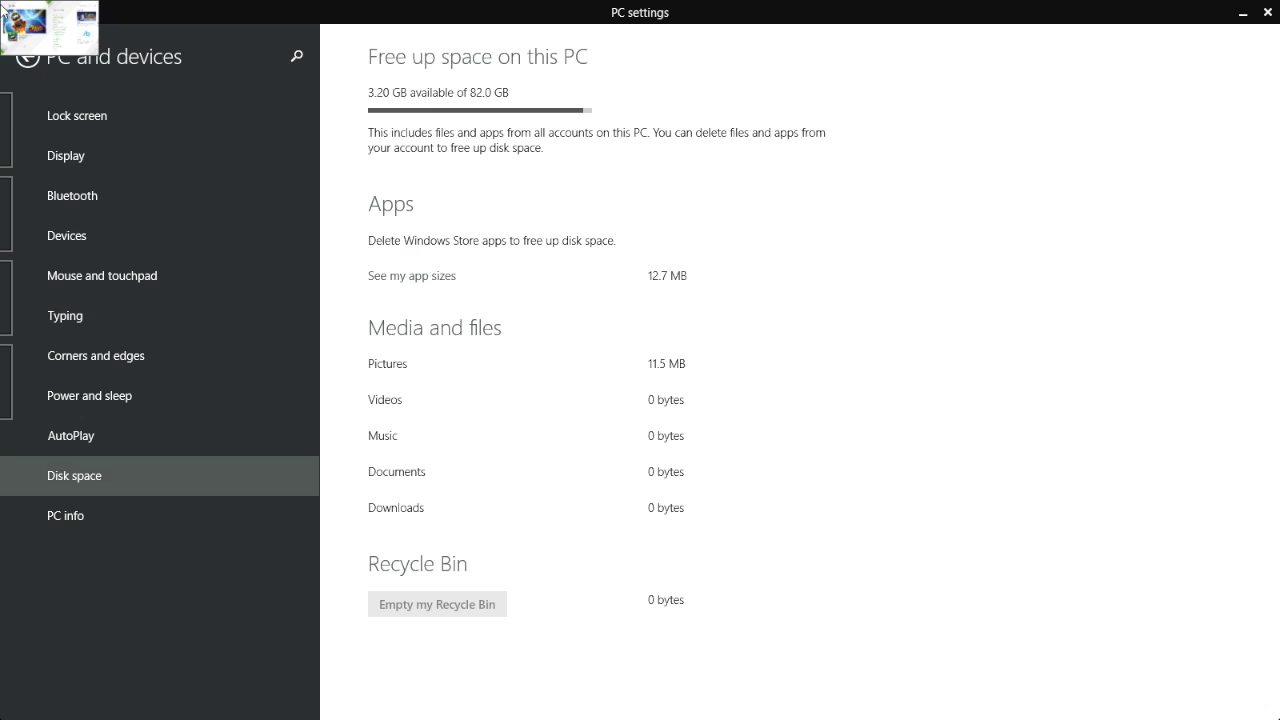 PC settings
PC and devices
Lock screen
Display
Bluetooth
Devices
Mouse and touchpad
Typing
Corners and edges
Power and sleep
AutoPlay
Disk space
PC info
Free up space on this PC
3.20 GB available of 82.0 GB
This includes files and apps from all accounts on this PC. You can delete files and apps from
your account to free up disk space.
Apps
Delete Windows Store apps to free up disk space.
See my app sizes 12.7 MB
Media and files
Pictures 11.5 MB
Videos 0 bytes
Music 0 bytes
Documents 0 bytes
Downloads 0 bytes
Recycle Bin
Empty my Recycle Bin 0 bytes